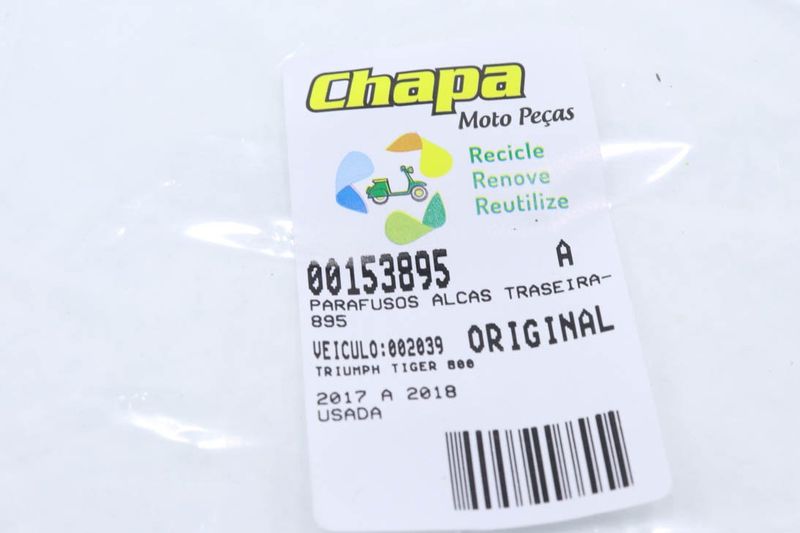 Chapa
Moto Peças
Recicle
Renove
Reutilize
00153895 A
PARAFUSOS ALCAS TRASEIRA-
895
VEICULO:002039 ORIGINAL
TRIUMPH TIGER 800
2017 A 2018
USADA